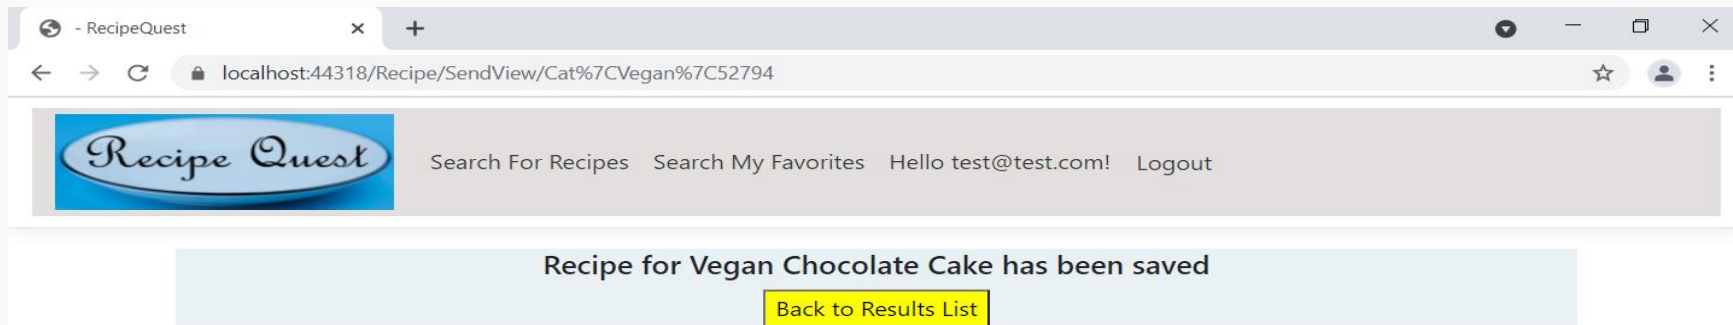 - RecipeQuest
localhost:44318/Recipe/SendView/Cat%7CVegan%7C52794
Recipe Quest
Search For Recipes Search My Favorites Hello test@test.com! Logout
Recipe for Vegan Chocolate Cake has been saved
Back to Results List